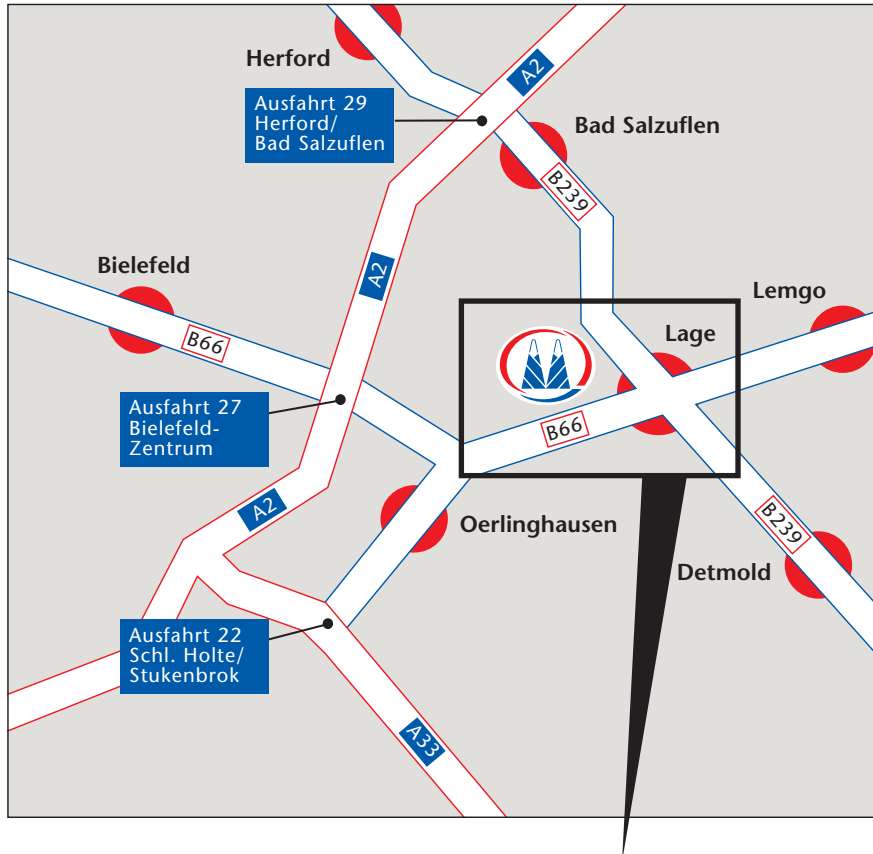 Herford
A2
Ausfahrt 29
Herford/
Bad Salzuflen
Bad Salzuflen
B239
Bielefeld
A2
Lemgo
B66
Lage
Ausfahrt 27
Bielefeld-
Zentrum
B66
A2
Oerlinghausen
B239
Detmold
Ausfahrt 22
Schl. Holte/
Stukenbrok
A33